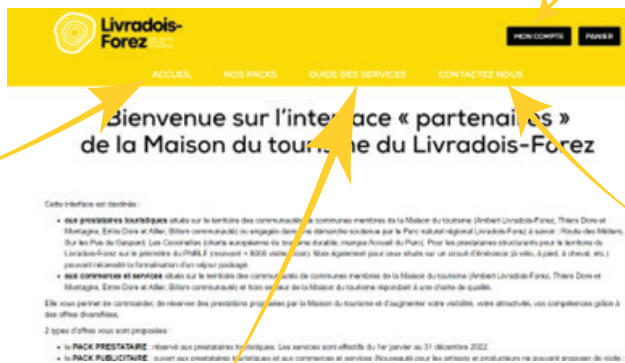 Livradois-
Forez
MON COMPTE PANIER
ACCUEIL NOS PACKS GUIDE DES SERVICES CONTACTEZ NOUS
Bienvenue sur l'interface « partenaires »
de la Maison du tourisme du Livradois-Forez
Cette interface est destinée :
• aux prestataires touristiques situés sur le territoire des communautés de communes membres de la Maison du tourisme (Ambert Livradois-Forez, Thiers Dore et
Montagne, Entre Dore et Allier, Billom communauté) ou engagés dans une démarche soutenue par le Parc naturel régional Livradois-Forez à savoir : Route des Métiers,
Sur les Pas de Gaspard, Les Coccinelles (charte européenne du tourisme durable, marque Accueil du Parc). Pour les prestataires structurants pour le territoire du
Livradois-Forez sur le périmètre du PNRLF (recevant + 8000 visiteurs/an). Mais également pour ceux situés sur un circuit d'itinérance (à vélo, à pied, à cheval, etc.)
pouvant nécessité la formalisation d'un séjour packagé
• aux commerces et services situés sur le territoire des communautés de communes membres de la Maison du tourisme (Ambert Livradois-Forez, Thiers Dore et
Montagne, Entre Dore et Allier, Billom communauté) et hors secteur de la Maison du tourisme répondant à une charte de qualité.
Elle vous permet de commander, de réserver des prestations proposées par la Maison du tourisme et d'augmenter votre visibilité, votre attractivité, vos compétences grâce à
des offres diversifiées.
2 types d'offres vous sont proposées :
• le PACK PRESTATAIRE : réservé aux prestataires touristiques. Les services sont effectifs du 1er janvier au 31 décembre 2022.
• le PACK PUBLICITAIRE : ouvert aux prestataires touristiques et aux commerces et services (Nouveauté pour les artisans et producteurs ne pouvant proposer de visite :